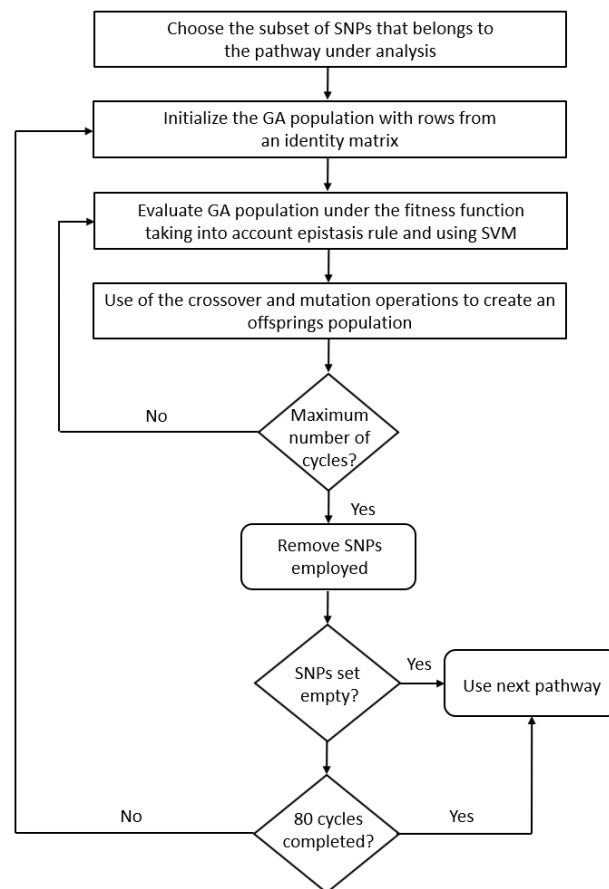 Choose the subset of SNPs that belongs to
the pathway under analysis
Initialize the GA population with rows from
an identity matrix
Evaluate GA population under the fitness function
taking into account epistasis rule and using SVM
Use of the crossover and mutation operations to create an
offsprings population
No
Maximum
number of
cycles?
Yes
Remove SNPs
employed
SNPs set
empty?
Yes
Use next pathway
No
80 cycles
completed?
Yes